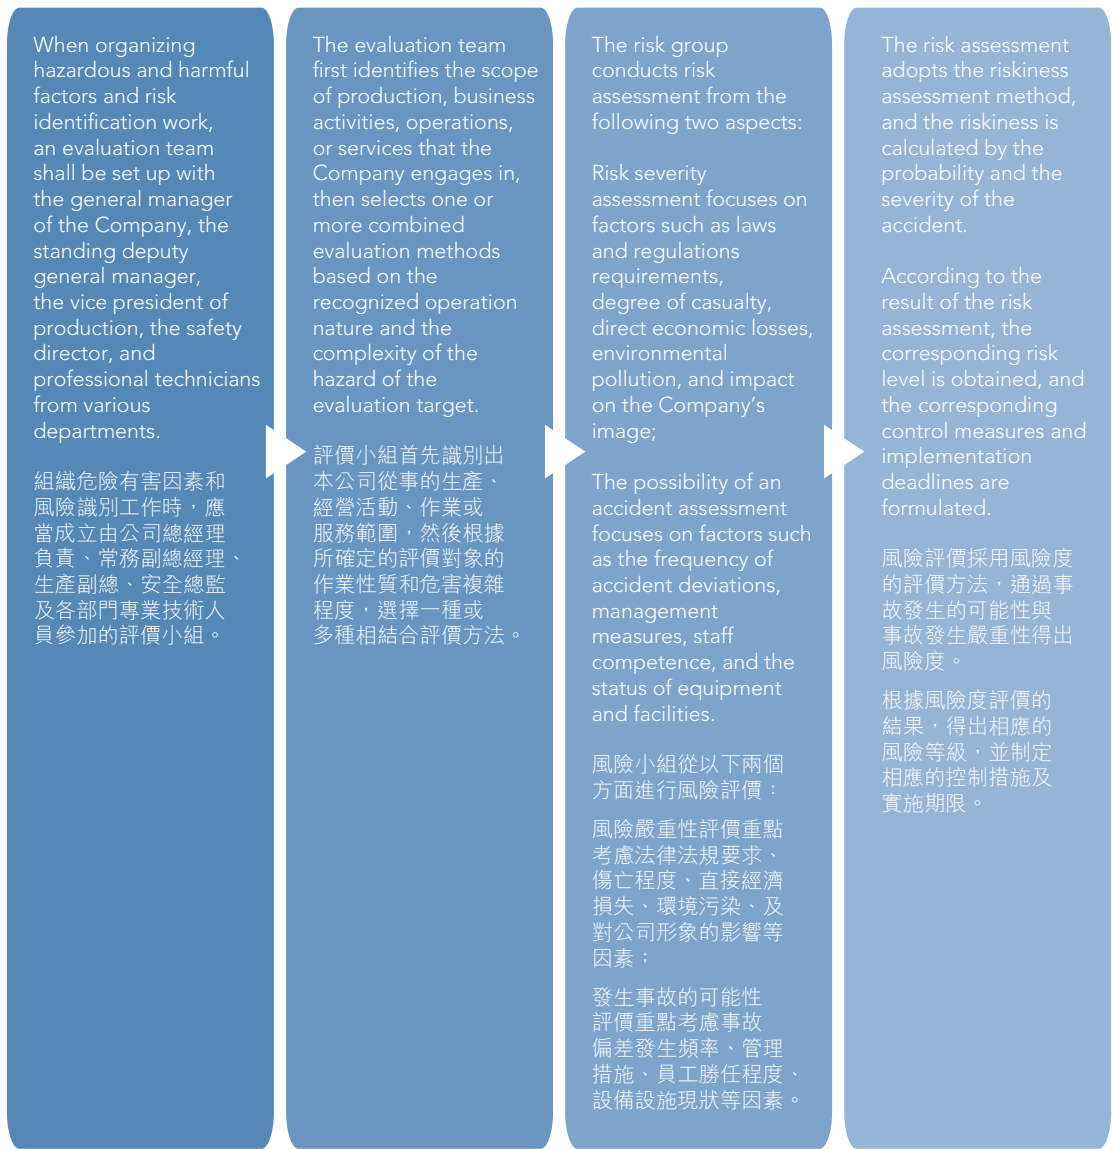 When organizing
hazardous and harmful
factors and risk
identification work,
an evaluation team
shall be set up with
the general manager
of the Company, the
standing deputy
general manager,
the vice president of
production, the safety
director, and
professional technicians
from various
departments.
組織危險有害因素和
風險識別工作時，應
當成立由公司總經理
負責、常務副總經理、
生產副總、安全總監
及各部門專業技術人
員參加的評價小組。
The evaluation team
first identifies the scope
of production, business
activities, operations,
or services that the
Company engages in,
then selects one or
more combined
evaluation methods
based on the
recognized operation
nature and the
complexity of the
hazard of the
evaluation target.
評價小組首先識別出
本公司從事的生產、
經營活動、作業或
服務範圍，然後根據
所確定的評價對象的
作業性質和危害複雜
程度，選擇一種或
多種相結合評價方法。
The risk group
conducts risk
assessment from the
following two aspects:
Risk severity
assessment focuses on
factors such as laws
and regulations
requirements,
degree of casualty,
direct economic losses,
environmental
pollution, and impact
on the Company’s
image;
The possibility of an
accident assessment
focuses on factors such
as the frequency of
accident deviations,
management
measures, staff
competence, and the
status of equipment
and facilities.
風險小組從以下兩個
方面進行風險評價：
風險嚴重性評價重點
考慮法律法規要求、
傷亡程度、直接經濟
損失、環境污染、及
對公司形象的影響等
因素；
發生事故的可能性
評價重點考慮事故
偏差發生頻率、管理
措施、員工勝任程度、
設備設施現狀等因素。
The risk assessment
adopts the riskiness
assessment method,
and the riskiness is
calculated by the
probability and the
severity of the
accident.
According to the
result of the risk
assessment, the
corresponding risk
level is obtained, and
the corresponding
control measures and
implementation
deadlines are
formulated.
風險評價採用風險度
的評價方法，通過事
故發生的可能性與
事故發生嚴重性得出
風險度。
根據風險度評價的
結果，得出相應的
風險等級，並制定
相應的控制措施及
實施期限。